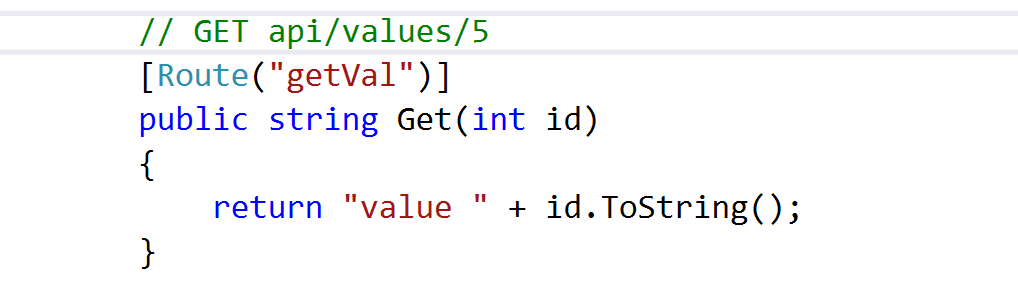 // GET api/values/5
[Route("getVal")]
public string Get(int id)
{
    return "value " + id.ToString();
}